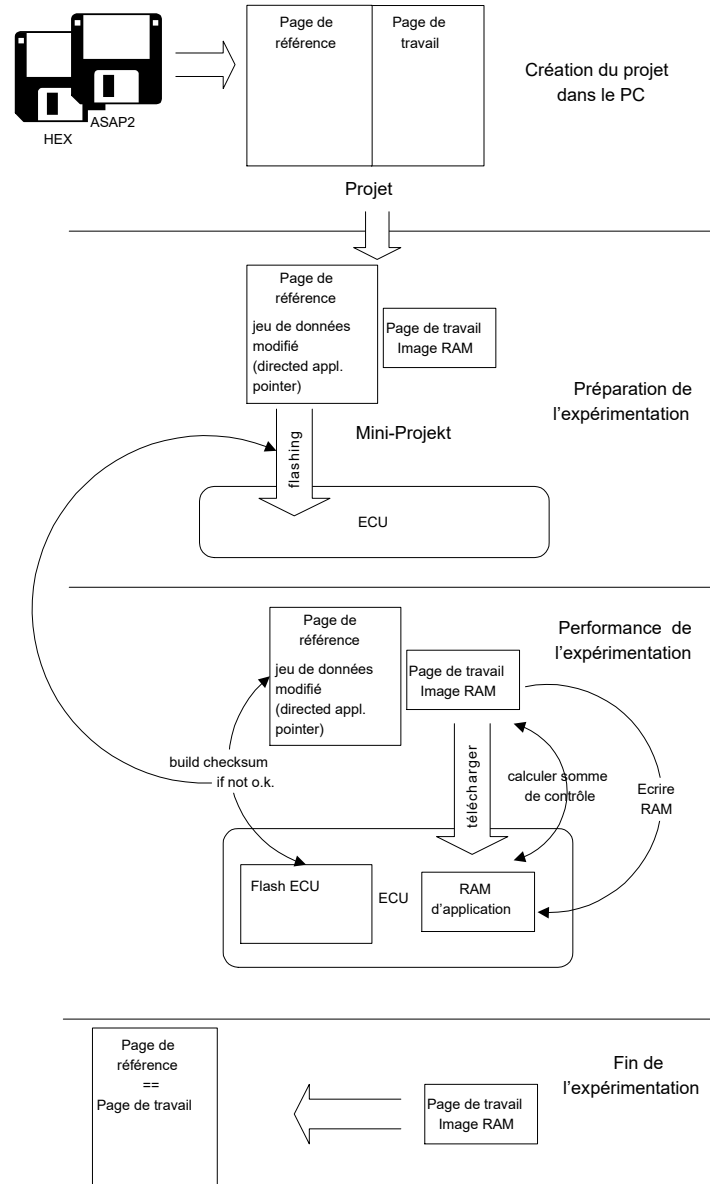 Page de
référence
Page de
travail
Création du projet
dans le PC
ASAP2
HEX
Projet
Page de
référence
jeu de données
modifié
(directed appl.
pointer)
Page de travail
Image RAM
Préparation de
l'expérimentation
Mini-Projekt
flashing
ECU
Page de
référence
jeu de données
modifié
(directed appl.
pointer)
Page de travail
Image RAM
Performance de
l'expérimentation
build checksum
if not o.k.
télécharger
calculer somme
de contrôle
Ecrire
RAM
Flash ECU
ECU
RAM
d'application
Page de
référence
==
Page de travail
Page de travail
Image RAM
Fin de
l'expérimentation